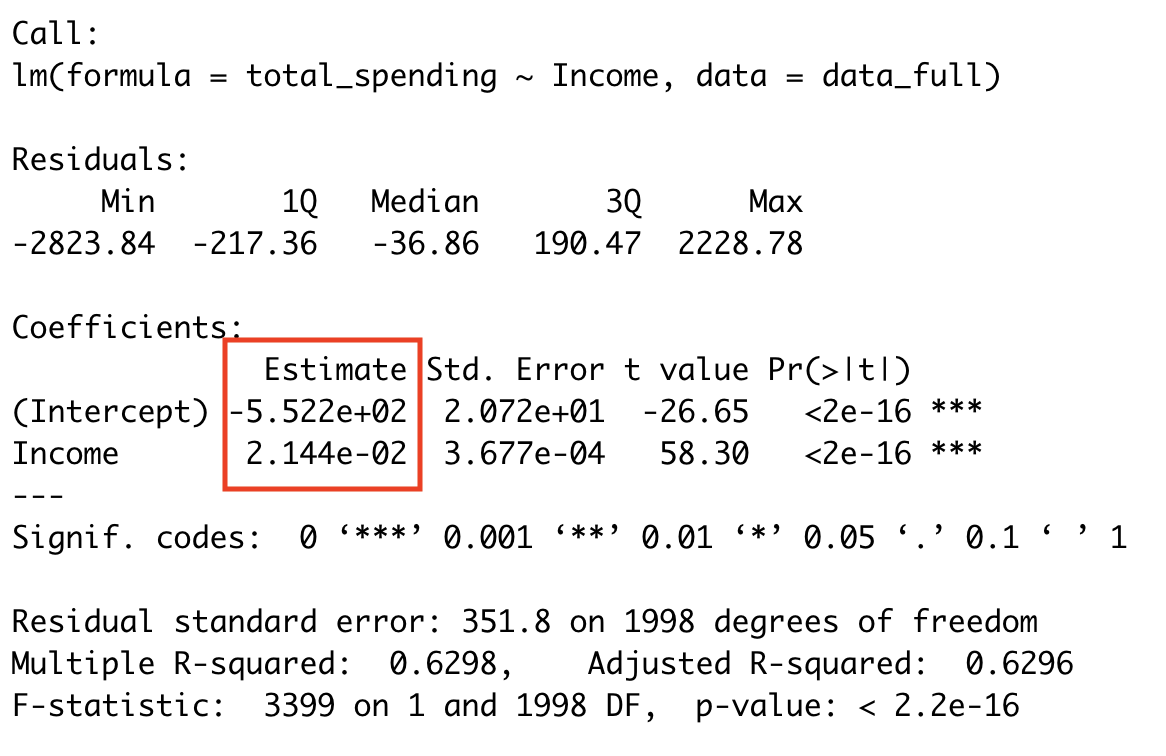 Call:
lm(formula = total_spending ~ Income, data = data_full)
Residuals:
Min 1Q Median 3Q Max
-2823.84 -217.36 -36.86 190.47 2228.78
Coefficients:
Estimate Std. Error t value Pr(>|t|)
(Intercept) -5.522e+02 2.072e+01 -26.65 <2e-16 ***
Income 2.144e-02 3.677e-04 58.30 <2e-16 ***
---
Signif. codes: 0 ‘***’ 0.001 ‘**’ 0.01 ‘*’ 0.05 ‘.’ 0.1 ‘ ’ 1
Residual standard error: 351.8 on 1998 degrees of freedom
Multiple R-squared: 0.6298, Adjusted R-squared: 0.6296
F-statistic: 3399 on 1 and 1998 DF, p-value: < 2.2e-16